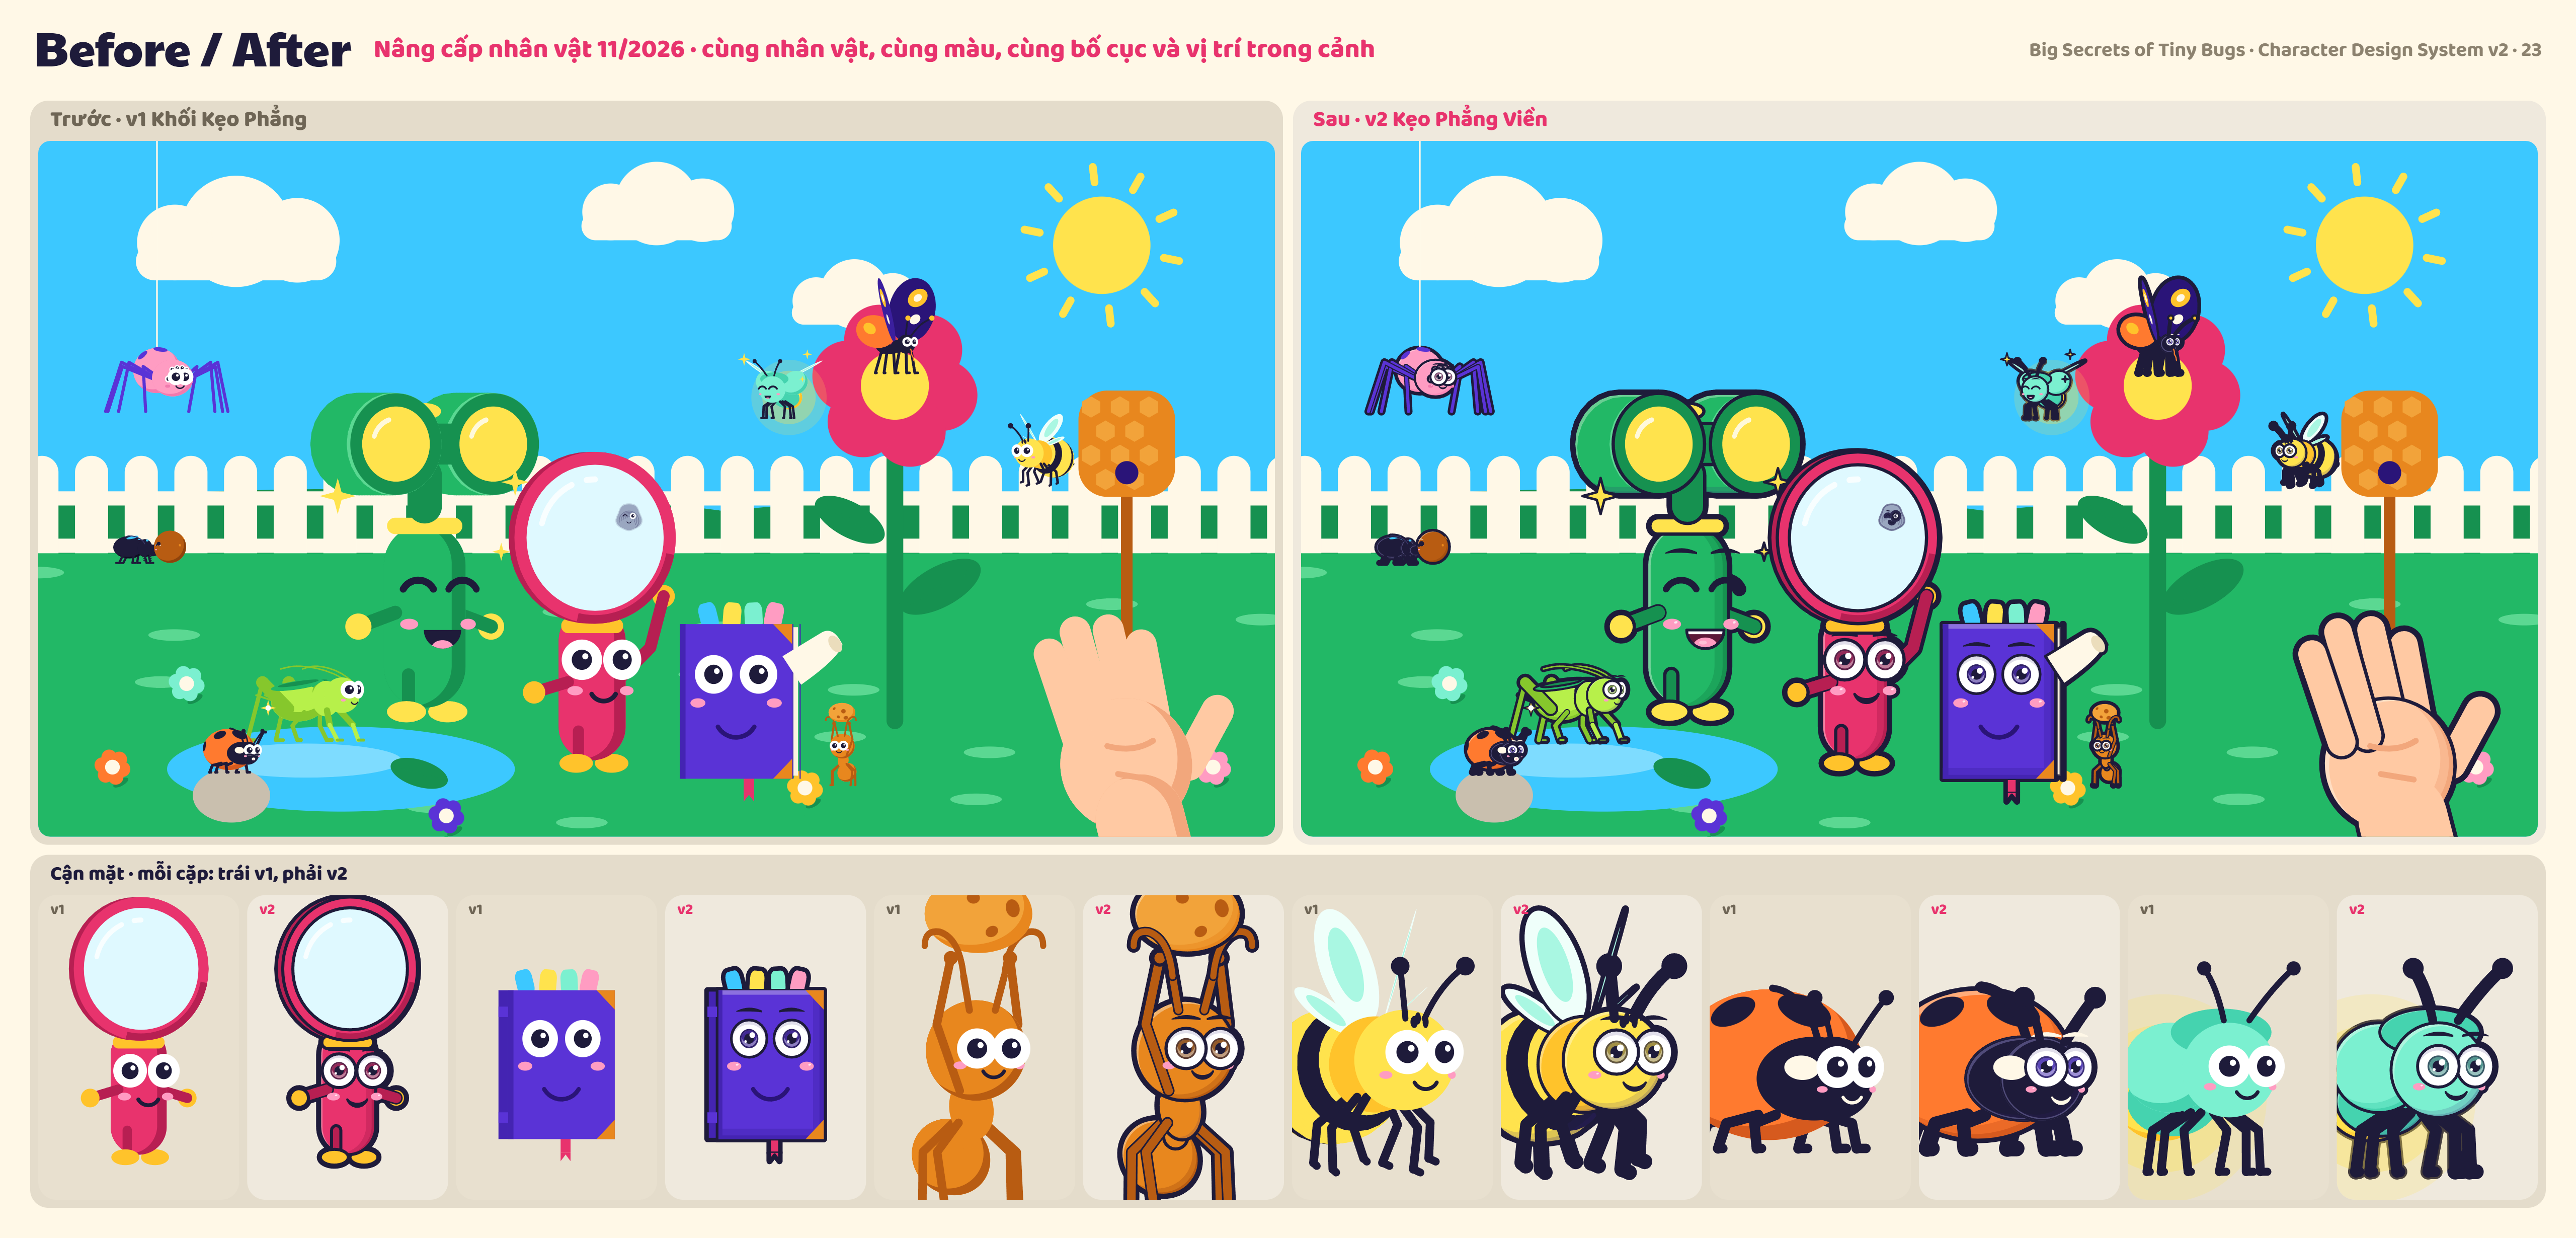 Before / After
Nâng cấp nhân vật 11/2026 · cùng nhân vật, cùng màu, cùng bố cục và vị trí trong cảnh
Big Secrets of Tiny Bugs · Character Design System v2 · 23
Trước · v1 Khối Kẹo Phẳng
Sau · v2 Kẹo Phẳng Viền
Cận mặt · mỗi cặp: trái v1, phải v2
v1
v2
v1
v2
v1
v2
v1
v2
v1
v2
v1
v2